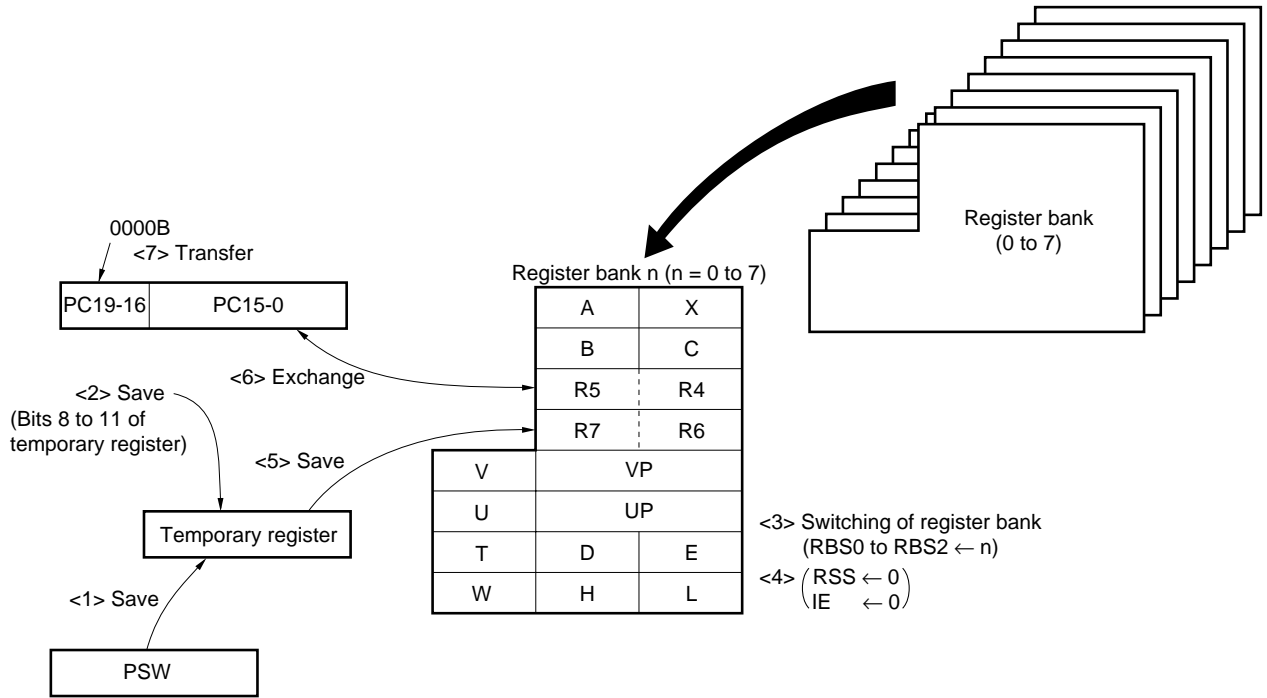 Register bank
(0 to 7)
0000B
<7> Transfer
PC19-16 PC15-0
<6> Exchange
<2> Save
(Bits 8 to 11 of
temporary register)
<5> Save
Temporary register
<1> Save
PSW
Register bank n (n = 0 to 7)
A X
B C
R5 R4
R7 R6
V VP
U UP
T D E
W H L
<3> Switching of register bank
(RBS0 to RBS2 ← n)
<4> (RSS ← 0
IE ← 0)